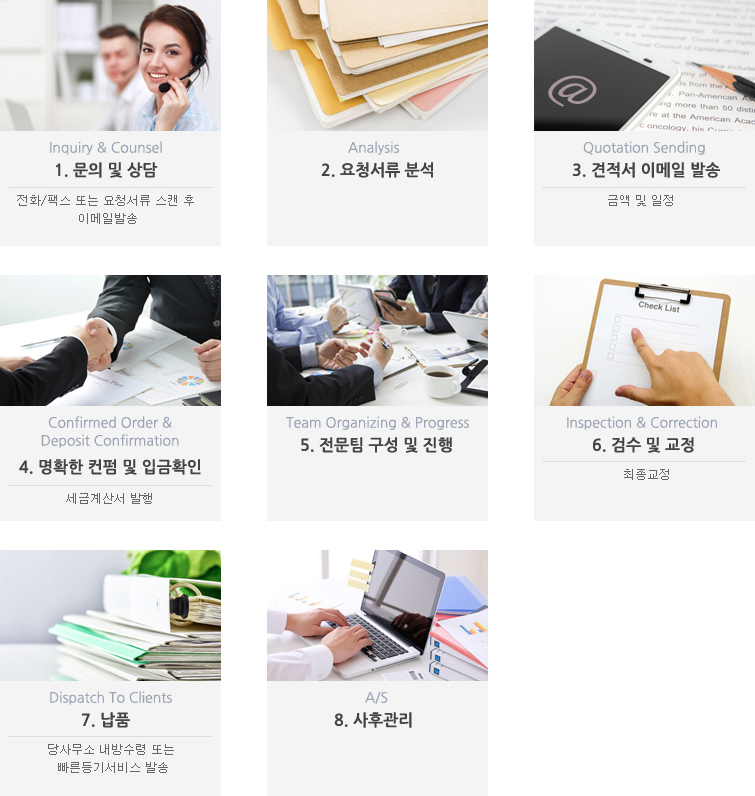 Inquiry & Counsel
1. 문의 및 상담
전화/팩스 또는 요청서류 스캔 후
이메일발송
Analysis
2. 요청서류 분석
@
Quotation Sending
3. 견적서 이메일 발송
금액 및 일정
Confirmed Order &
Deposit Confirmation
4. 명확한 컨펌 및 입금확인
세금계산서 발행
Team Organizing & Progress
5. 전문팀 구성 및 진행
Check List
Inspection & Correction
6. 검수 및 교정
최종교정
Dispatch To Clients
7. 납품
당사무소 내방수령 또는
빠른등기서비스 발송
A/S
8. 사후관리